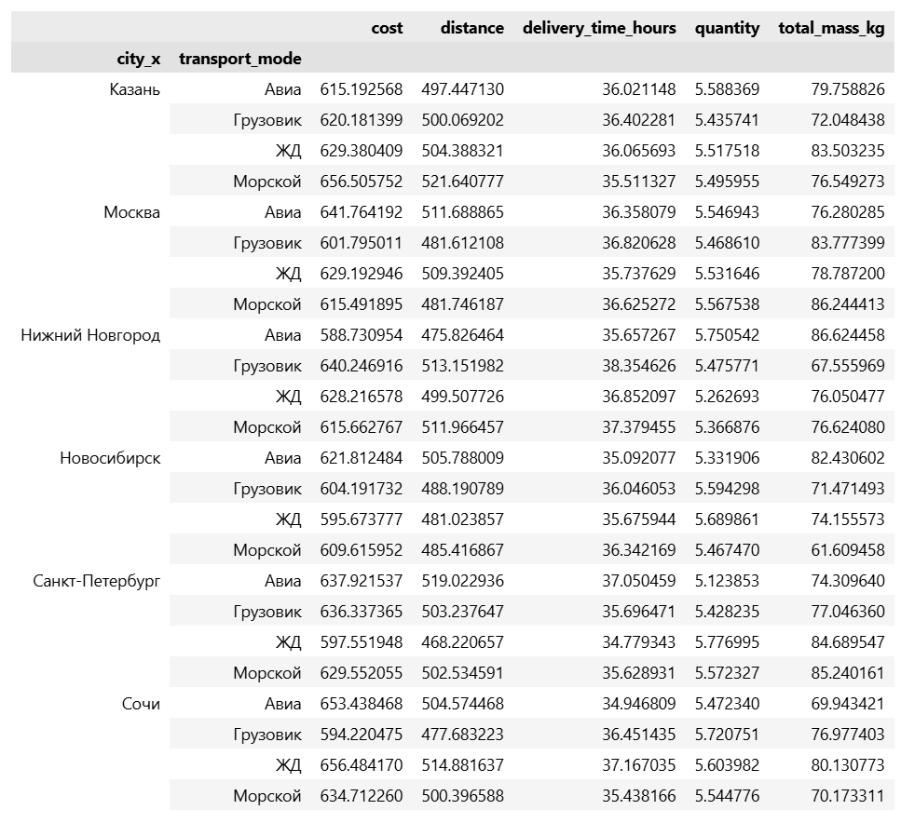 cost distance delivery_time_hours quantity total_mass_kg
city_x transport_mode
Казань Авиа 615.192568 497.447130 36.021148 5.588369 79.758826
Грузовик 620.181399 500.069202 36.402281 5.435741 72.048438
ЖД 629.380409 504.388321 36.065693 5.517518 83.503235
Морской 656.505752 521.640777 35.511327 5.495955 76.549273
Москва Авиа 641.764192 511.688865 36.358079 5.546943 76.280285
Грузовик 601.795011 481.612108 36.820628 5.468610 83.777399
ЖД 629.192946 509.392405 35.737629 5.531646 78.787200
Морской 615.491895 481.746187 36.625272 5.567538 86.244413
Нижний Новгород Авиа 588.730954 475.826464 35.657267 5.750542 86.624458
Грузовик 640.246916 513.151982 38.354626 5.475771 67.555969
ЖД 628.216578 499.507726 36.852097 5.262693 76.050477
Морской 615.662767 511.966457 37.379455 5.366876 76.624080
Новосибирск Авиа 621.812484 505.788009 35.092077 5.331906 82.430602
Грузовик 604.191732 488.190789 36.046053 5.594298 71.471493
ЖД 595.673777 481.023857 35.675944 5.689861 74.155573
Морской 609.615952 485.416867 36.342169 5.467470 61.609458
Санкт-Петербург Авиа 637.921537 519.022936 37.050459 5.123853 74.309640
Грузовик 636.337365 503.237647 35.696471 5.428235 77.046360
ЖД 597.551948 468.220657 34.779343 5.776995 84.689547
Морской 629.552055 502.534591 35.628931 5.572327 85.240161
Сочи Авиа 653.438468 504.574468 34.946809 5.472340 69.943421
Грузовик 594.220475 477.683223 36.451435 5.720751 76.977403
ЖД 656.484170 514.881637 37.167035 5.603982 80.130773
Морской 634.712260 500.396588 35.438166 5.544776 70.173311